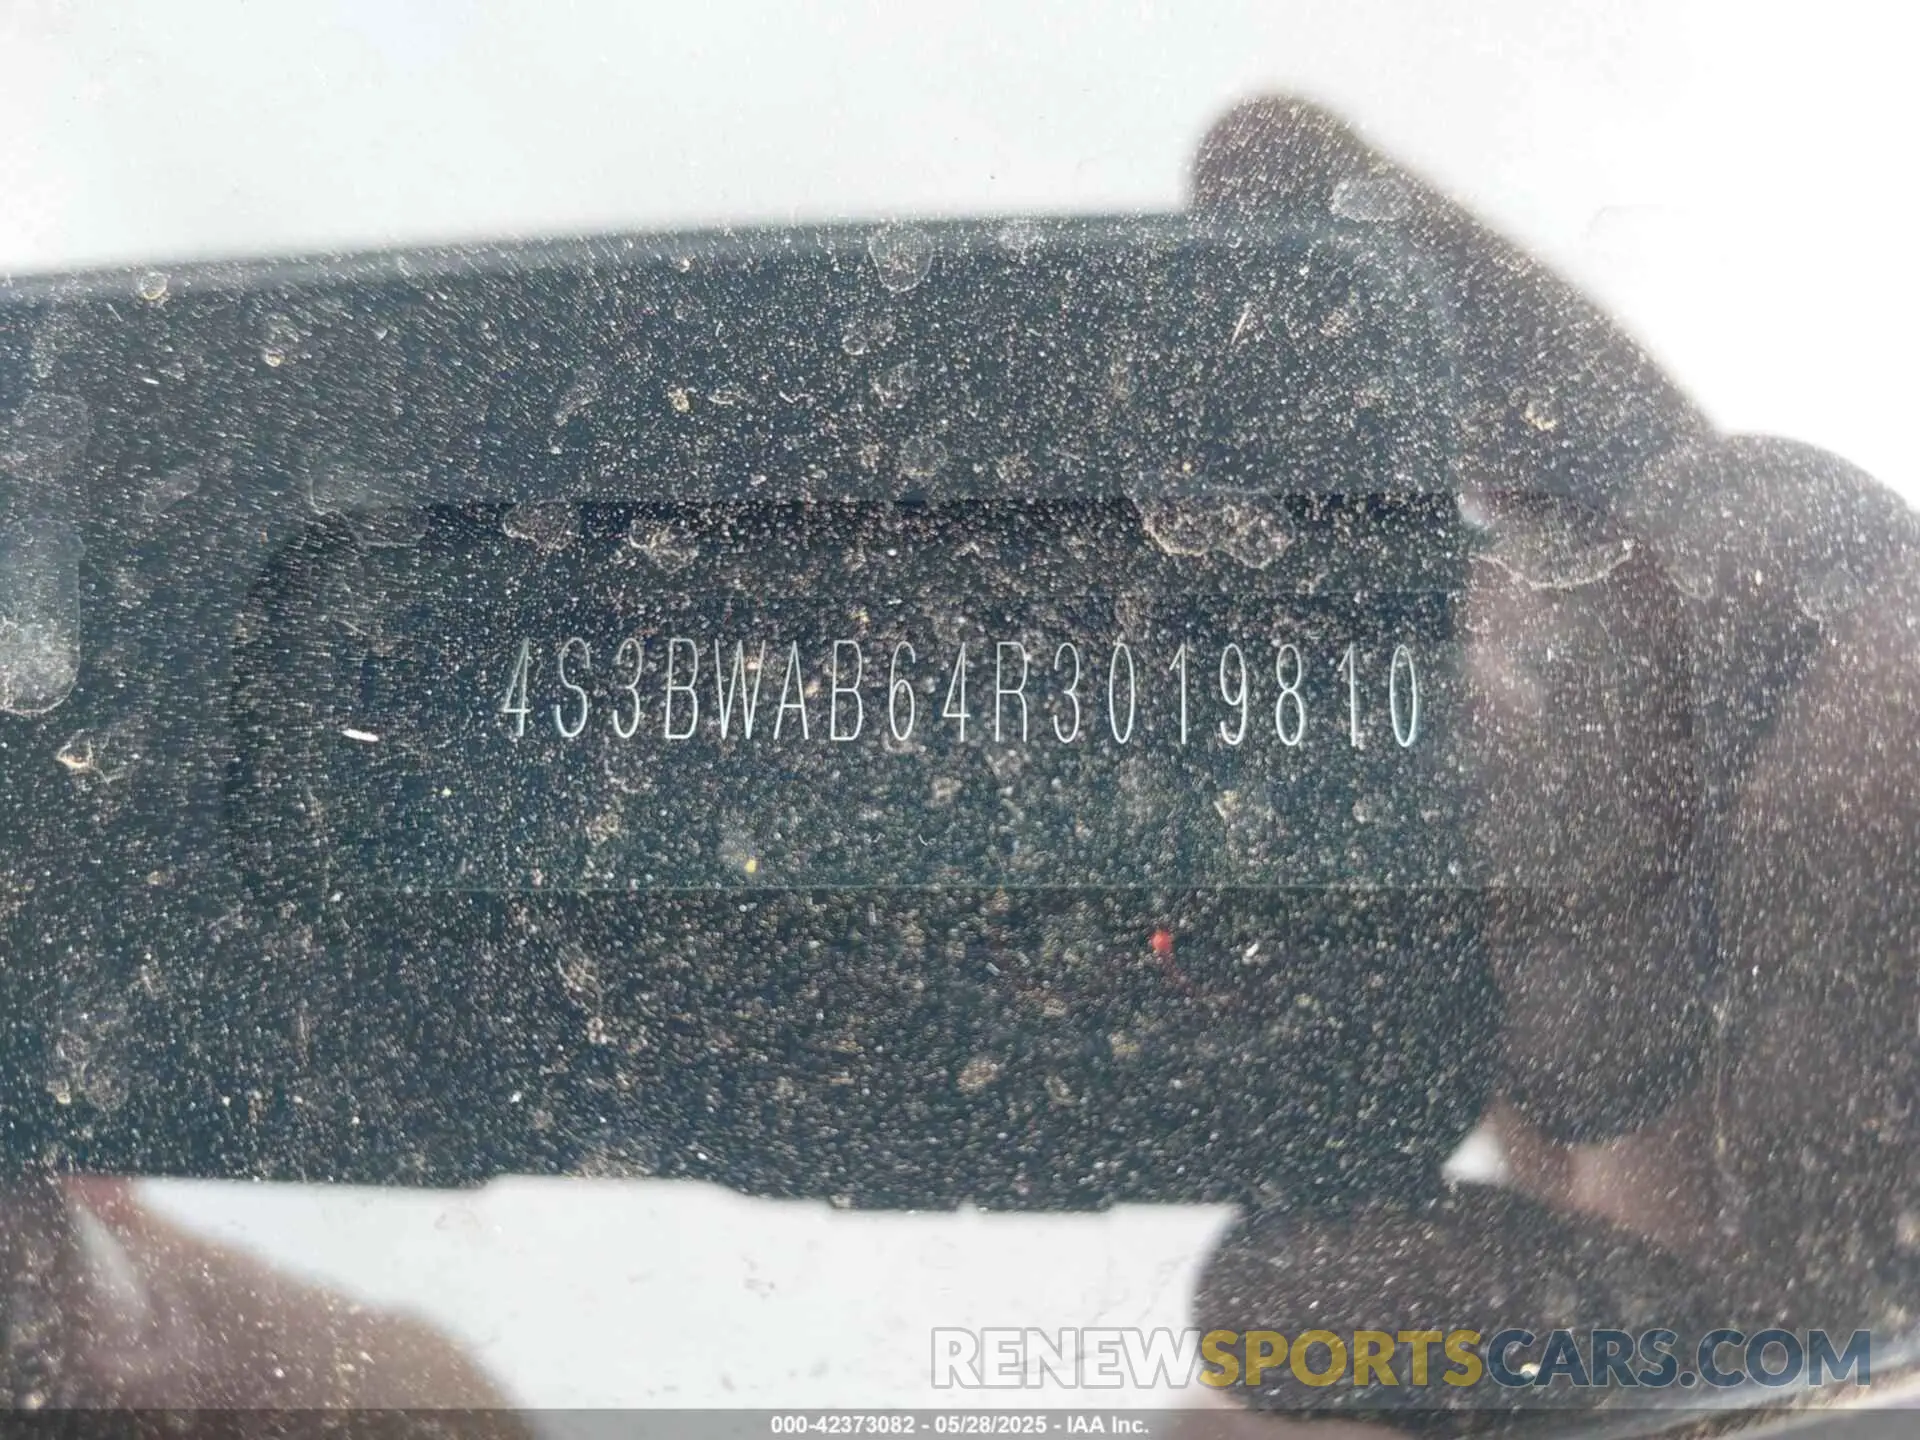 4S3BWAB64R3019810
RENEWSPORTSCARS.COM
000-42373082 - 05/28/2025 - IAA Inc.